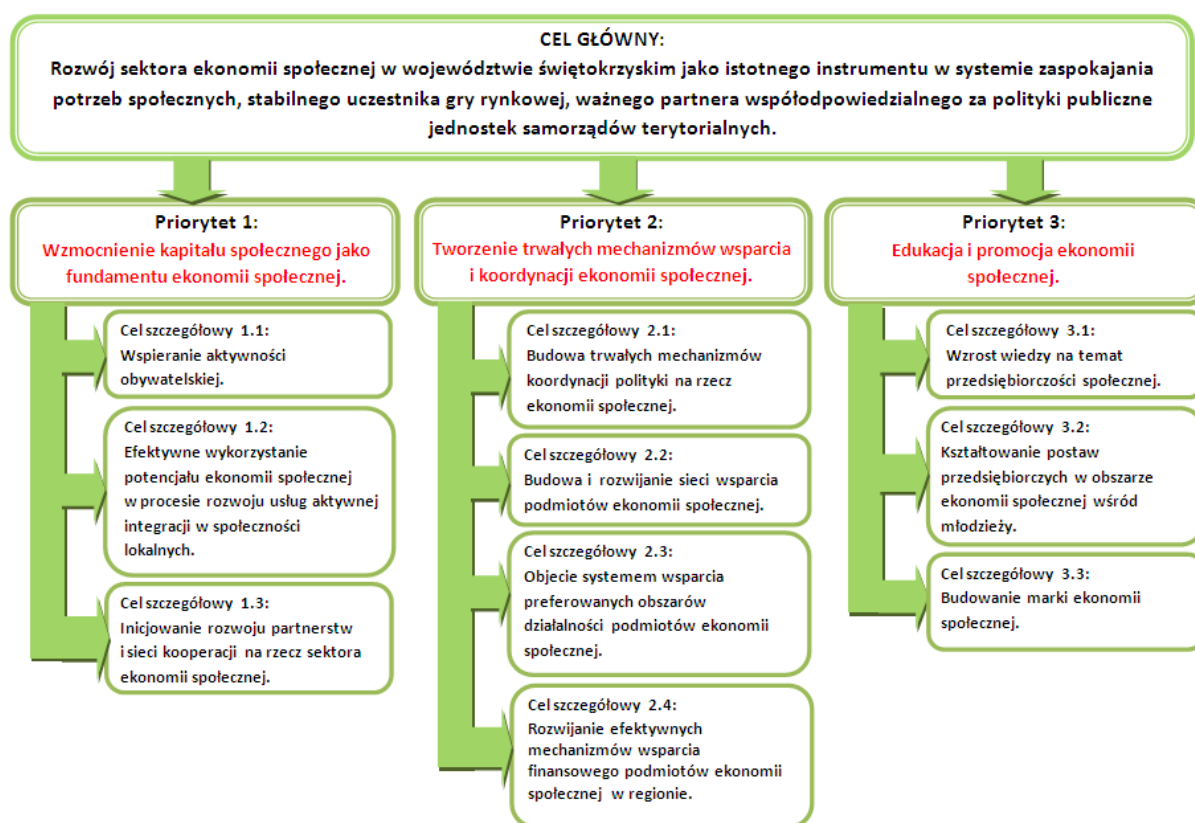 CEL GŁÓWNY:
Rozwój sektora ekonomii społecznej w województwie świętokrzyskim jako istotnego instrumentu w systemie zaspokajania
potrzeb społecznych, stabilnego uczestnika gry rynkowej, ważnego partnera współodpowiedzialnego za polityki publiczne
jednostek samorządów terytorialnych.
Priorytet 1:
Wzmocnienie kapitału społecznego jako
fundamentu ekonomii społecznej.
Cel szczegółowy 1.1:
Wspieranie aktywności
obywatelskiej.
Cel szczegółowy 1.2:
Efektywne wykorzystanie
potencjału ekonomii społecznej
w procesie rozwoju usług aktywnej
integracji w społeczności
lokalnych.
Cel szczegółowy 1.3:
Inicjowanie rozwoju partnerstw
i sieci kooperacji na rzecz sektora
ekonomii społecznej.
Priorytet 2:
Tworzenie trwałych mechanizmów wsparcia
i koordynacji ekonomii społecznej.
Cel szczegółowy 2.1:
Budowa trwałych mechanizmów
koordynacji polityki na rzecz
ekonomii społecznej.
Cel szczegółowy 2.2:
Budowa i rozwijanie sieci wsparcia
podmiotów ekonomii społecznej.
Cel szczegółowy 2.3:
Objecie systemem wsparcia
preferowanych obszarów
działalności podmiotów ekonomii
społecznej.
Cel szczegółowy 2.4:
Rozwijanie efektywnych
mechanizmów wsparcia
finansowego podmiotów ekonomii
społecznej w regionie.
Priorytet 3:
Edukacja i promocja ekonomii
społecznej.
Cel szczegółowy 3.1:
Wzrost wiedzy na temat
przedsiębiorczości społecznej.
Cel szczegółowy 3.2:
Kształtowanie postaw
przedsiębiorczych w obszarze
ekonomii społecznej wśród
młodzieży.
Cel szczegółowy 3.3:
Budowanie marki ekonomii
społecznej.